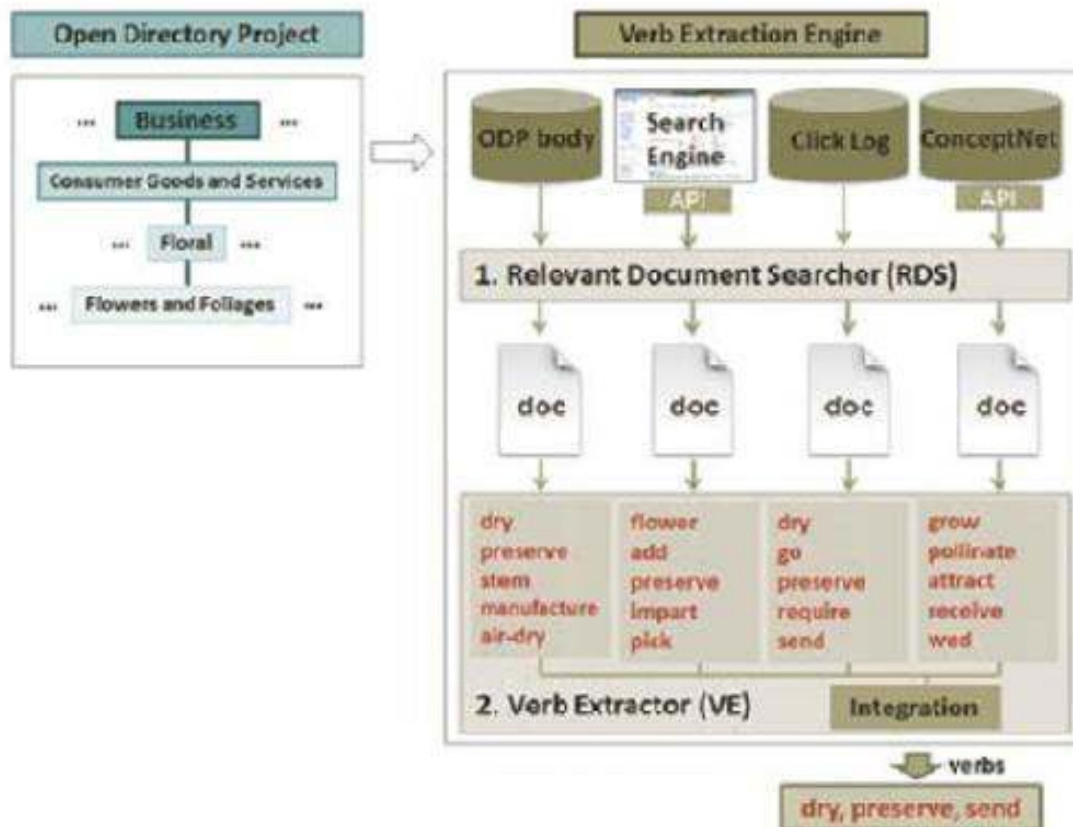 Open Directory Project
... Business ...
Consumer Goods and Services
... Floral ...
... Flowers and Foliages ...
Verb Extraction Engine
ODP body
Search
Engine
API
Click Log
ConceptNet
API
1. Relevant Document Searcher (RDS)
doc doc doc doc
dry
preserve
stem
manufacture
air-dry
flower
add
preserve
impart
pick
dry
go
preserve
require
send
grow
pollinate
attract
receive
wed
2. Verb Extractor (VE)
Integration
verbs
dry, preserve, send